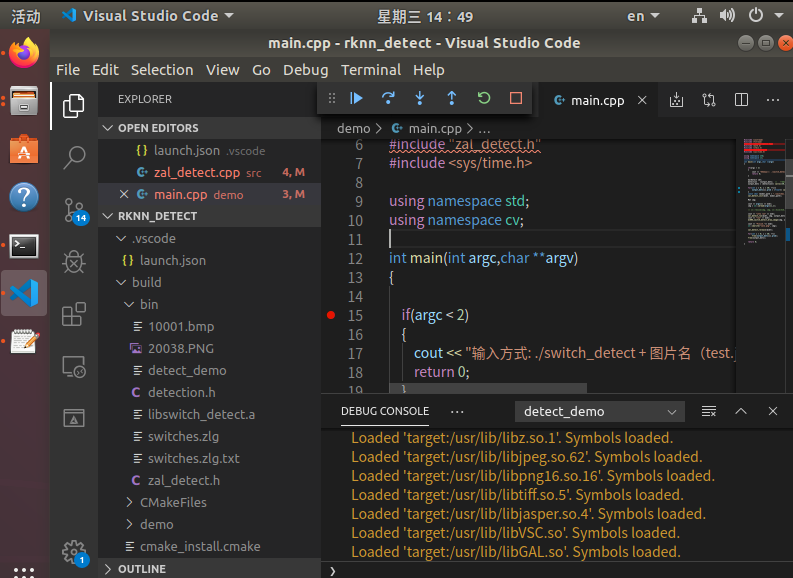 活动 Visual Studio Code 星期三 14：49 en
main.cpp - rknn_detect - Visual Studio Code
File Edit Selection View Go Debug Terminal Help
EXPLORER
OPEN EDITORS
launch.json .vscode
zal_detect.cpp src 4, M
main.cpp demo 3, M
RKNN_DETECT
.vscode
launch.json
build
bin
10001.bmp
20038.PNG
detect_demo
detection.h
libswitch_detect.a
switches.zlg
switches.zlg.txt
zal_detect.h
CMakeFiles
demo
cmake_install.cmake
OUTLINE
14
1
main.cpp
demo > main.cpp > ...
6 #include "zal_detect.h"
7 #include <sys/time.h>
8
9 using namespace std;
10 using namespace cv;
11
12 int main(int argc,char **argv)
13 {
14
15 if(argc < 2)
16 {
17 cout << "输入方式: ./switch_detect + 图片名（test.
18 return 0;
19 }
DEBUG CONSOLE ... detect_demo
Loaded 'target:/usr/lib/libz.so.1'. Symbols loaded.
Loaded 'target:/usr/lib/libjpeg.so.62'. Symbols loaded.
Loaded 'target:/usr/lib/libpng16.so.16'. Symbols loaded.
Loaded 'target:/usr/lib/libtiff.so.5'. Symbols loaded.
Loaded 'target:/usr/lib/libjasper.so.4'. Symbols loaded.
Loaded 'target:/usr/lib/libVSC.so'. Symbols loaded.
Loaded 'target:/usr/lib/libGAL.so'. Symbols loaded.